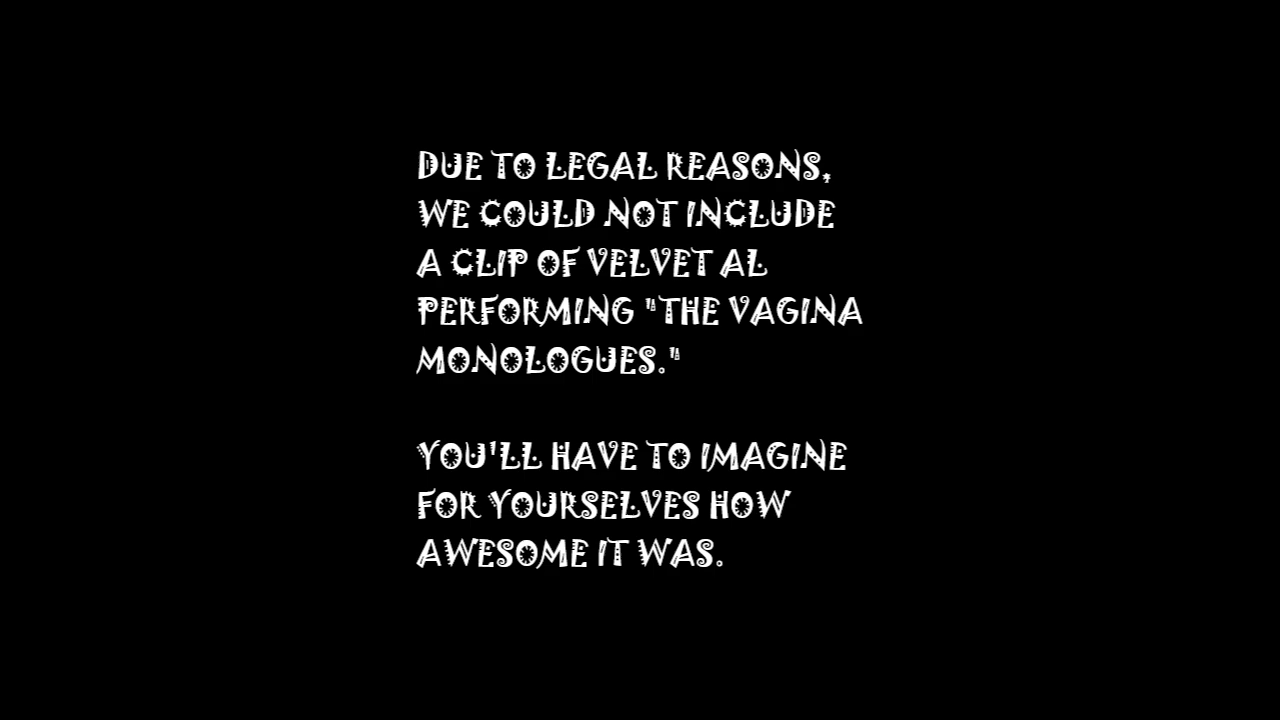 DUE TO LEGAL REASONS,
WE COULD NOT INCLUDE
A CLIP OF VELVET AL
PERFORMING "THE VAGINA
MONOLOGUES."
YOU'LL HAVE TO IMAGINE
FOR YOURSELVES HOW
AWESOME IT WAS.